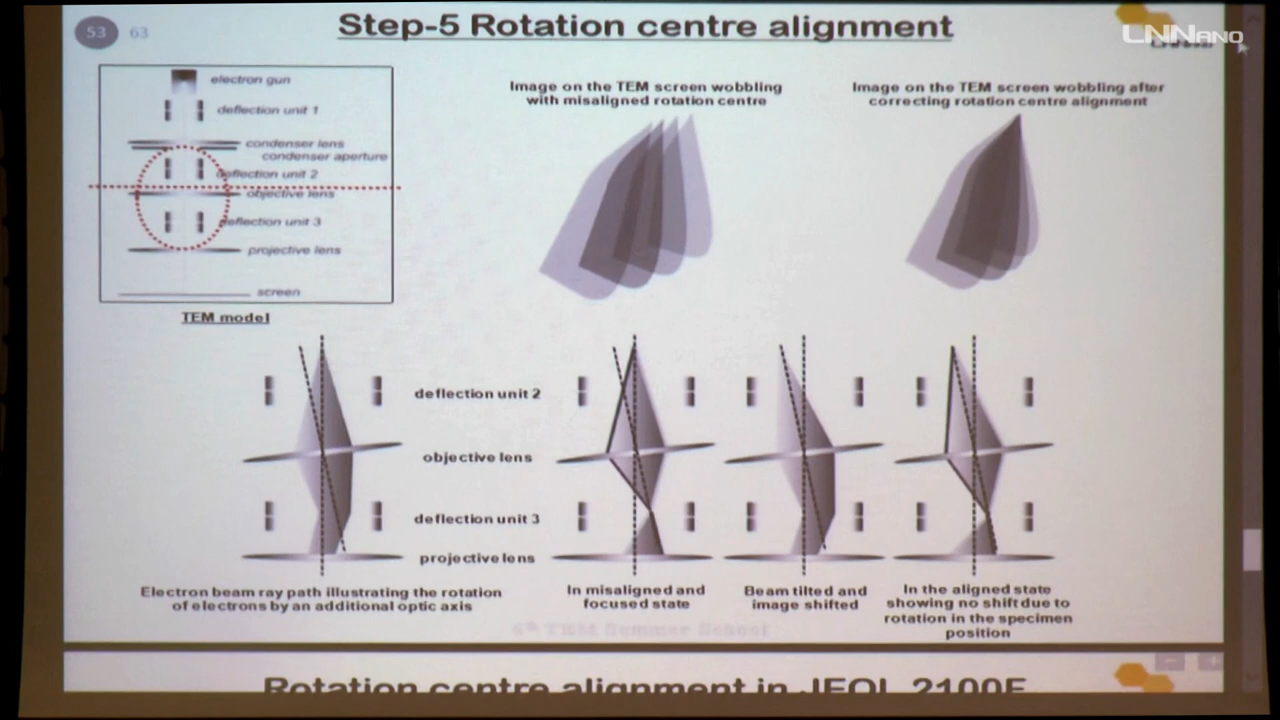 53 63
Step-5 Rotation centre alignment
LNNANO
electron gun
deflection unit 1
condenser lens
condenser aperture
deflection unit 2
objective lens
deflection unit 3
projective lens
screen
TEM model
Image on the TEM screen wobbling
with misaligned rotation centre
Image on the TEM screen wobbling after
correcting rotation centre alignment
deflection unit 2
objective lens
deflection unit 3
projective lens
Electron beam ray path illustrating the rotation
of electrons by an additional optic axis
In misaligned and
focused state
Beam tilted and
image shifted
In the aligned state
showing no shift due to
rotation in the specimen
position
6th TEM Summer School
Rotation centre alignment in JEOL 2100F